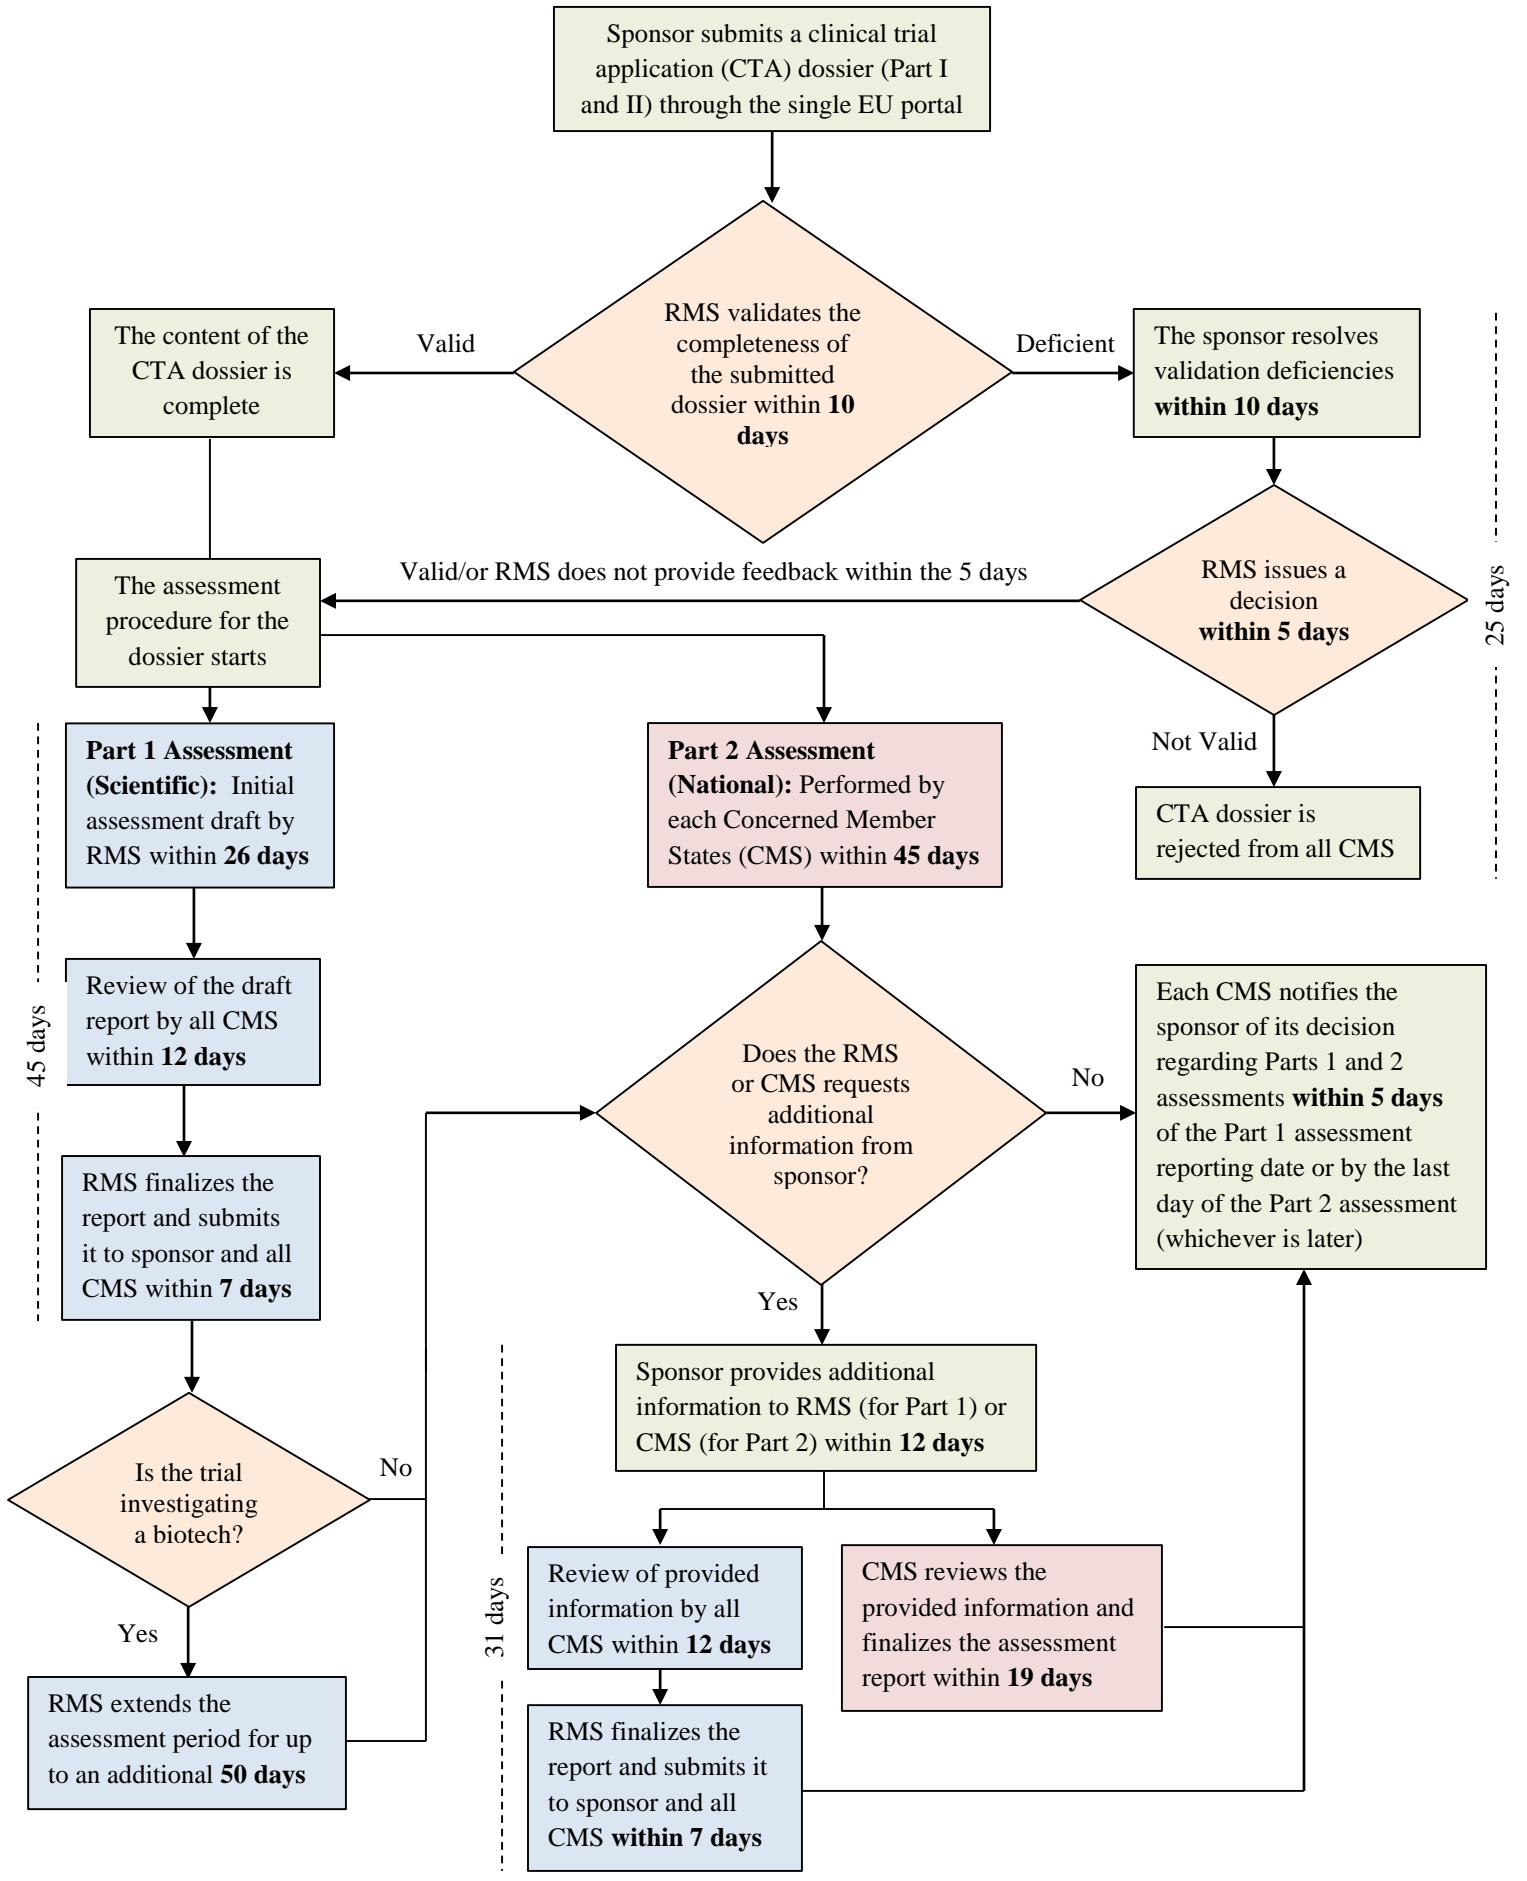 Sponsor submits a clinical trial
application (CTA) dossier (Part I
and II) through the single EU portal
RMS validates the
completeness of
the submitted
dossier within 10
days
Valid
Deficient
The content of the
CTA dossier is
complete
The sponsor resolves
validation deficiencies
within 10 days
25 days
Valid/or RMS does not provide feedback within the 5 days
RMS issues a
decision
within 5 days
The assessment
procedure for the
dossier starts
Not Valid
CTA dossier is
rejected from all CMS
Part 1 Assessment
(Scientific): Initial
assessment draft by
RMS within 26 days
Part 2 Assessment
(National): Performed by
each Concerned Member
States (CMS) within 45 days
45 days
Review of the draft
report by all CMS
within 12 days
Does the RMS
or CMS requests
additional
information from
sponsor?
No
Each CMS notifies the
sponsor of its decision
regarding Parts 1 and 2
assessments within 5 days
of the Part 1 assessment
reporting date or by the last
day of the Part 2 assessment
(whichever is later)
RMS finalizes the
report and submits
it to sponsor and all
CMS within 7 days
Yes
Sponsor provides additional
information to RMS (for Part 1) or
CMS (for Part 2) within 12 days
Is the trial
investigating
a biotech?
No
Yes
31 days
Review of provided
information by all
CMS within 12 days
CMS reviews the
provided information and
finalizes the assessment
report within 19 days
RMS extends the
assessment period for up
to an additional 50 days
RMS finalizes the
report and submits it
to sponsor and all
CMS within 7 days